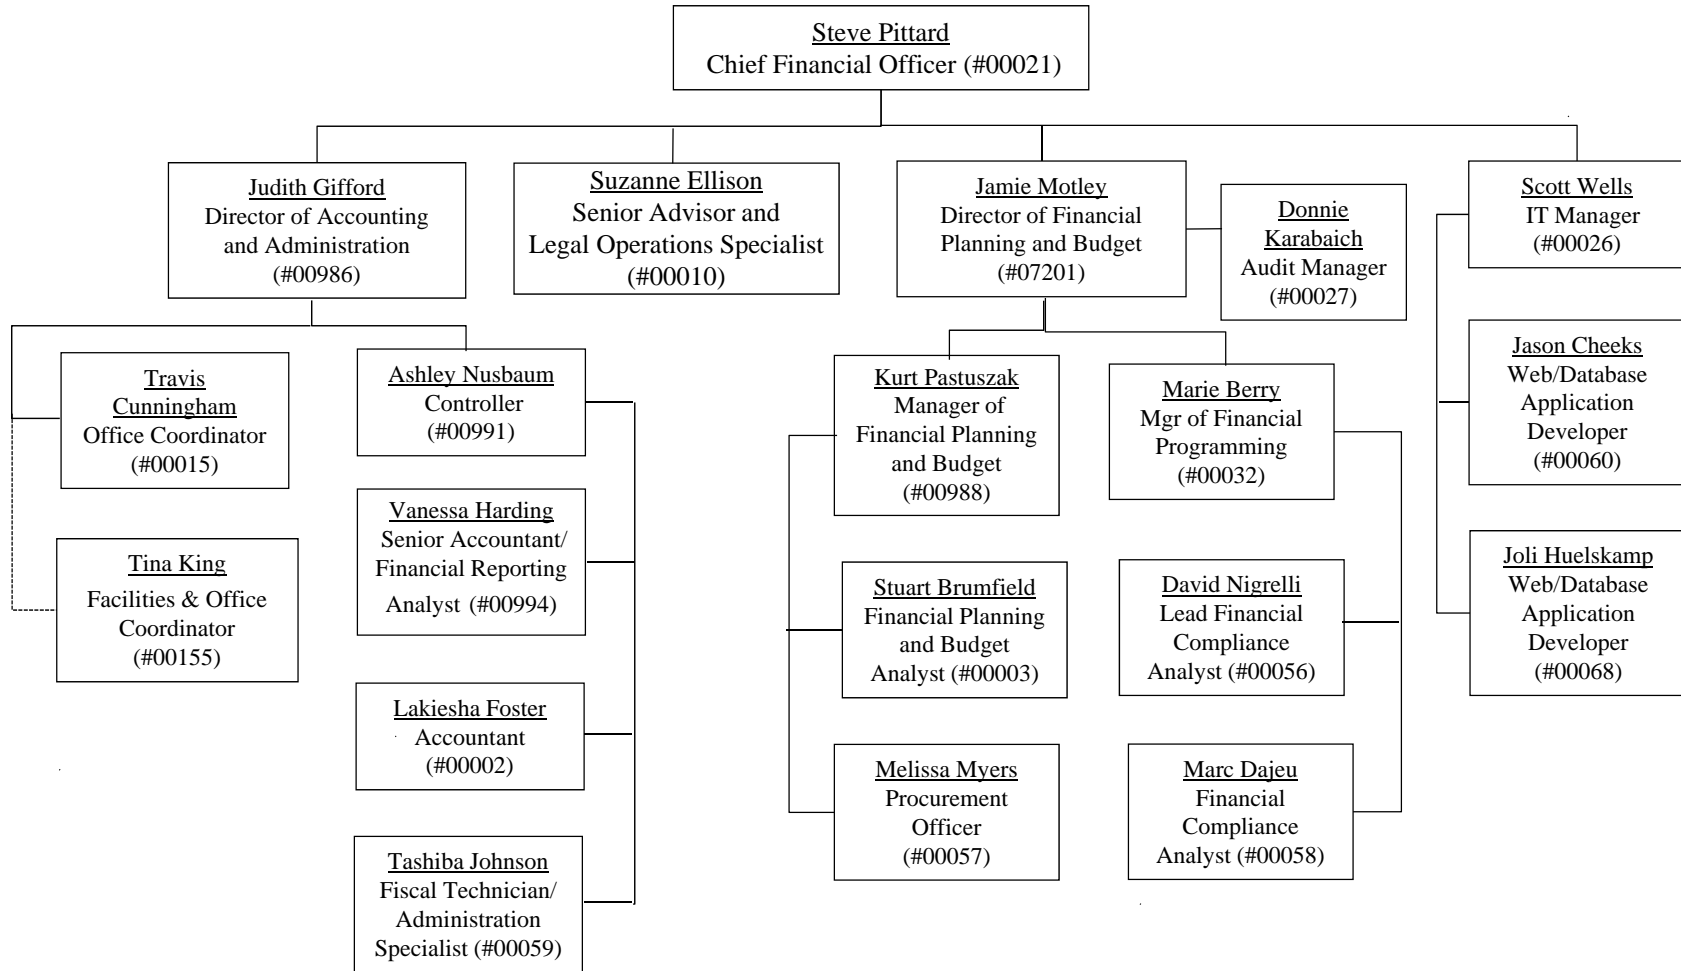 Steve Pittard
Chief Financial Officer (#00021)
Judith Gifford
Director of Accounting
and Administration
(#00986)
Suzanne Ellison
Senior Advisor and
Legal Operations Specialist
(#00010)
Jamie Motley
Director of Financial
Planning and Budget
(#07201)
Donnie
Karabaich
Audit Manager
(#00027)
Scott Wells
IT Manager
(#00026)
Travis
Cunningham
Office Coordinator
(#00015)
Tina King
Facilities & Office
Coordinator
(#00155)
Ashley Nusbaum
Controller
(#00991)
Vanessa Harding
Senior Accountant/
Financial Reporting
Analyst (#00994)
Lakiesha Foster
Accountant
(#00002)
Tashiba Johnson
Fiscal Technician/
Administration
Specialist (#00059)
Kurt Pastuszak
Manager of
Financial Planning
and Budget
(#00988)
Stuart Brumfield
Financial Planning
and Budget
Analyst (#00003)
Melissa Myers
Procurement
Officer
(#00057)
Marie Berry
Mgr of Financial
Programming
(#00032)
David Nigrelli
Lead Financial
Compliance
Analyst (#00056)
Marc Dajeu
Financial
Compliance
Analyst (#00058)
Jason Cheeks
Web/Database
Application
Developer
(#00060)
Joli Huelskamp
Web/Database
Application
Developer
(#00068)